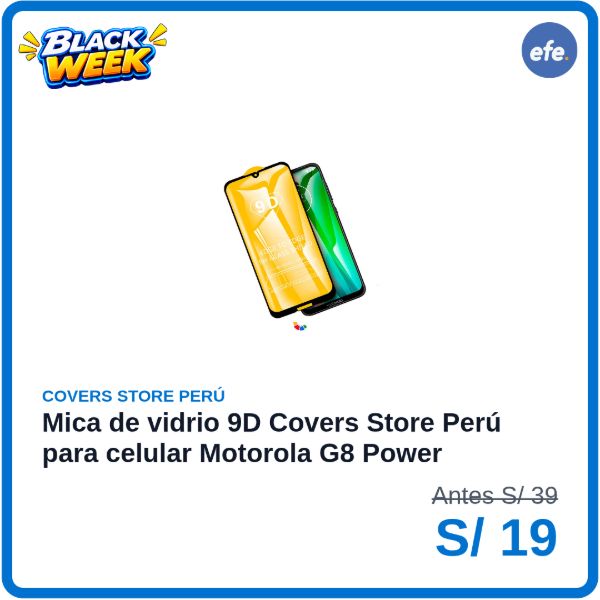 BLACK
WEEK
efe.
9D
COVERS STORE PERÚ
Mica de vidrio 9D Covers Store Perú
para celular Motorola G8 Power
Antes S/ 39
S/ 19